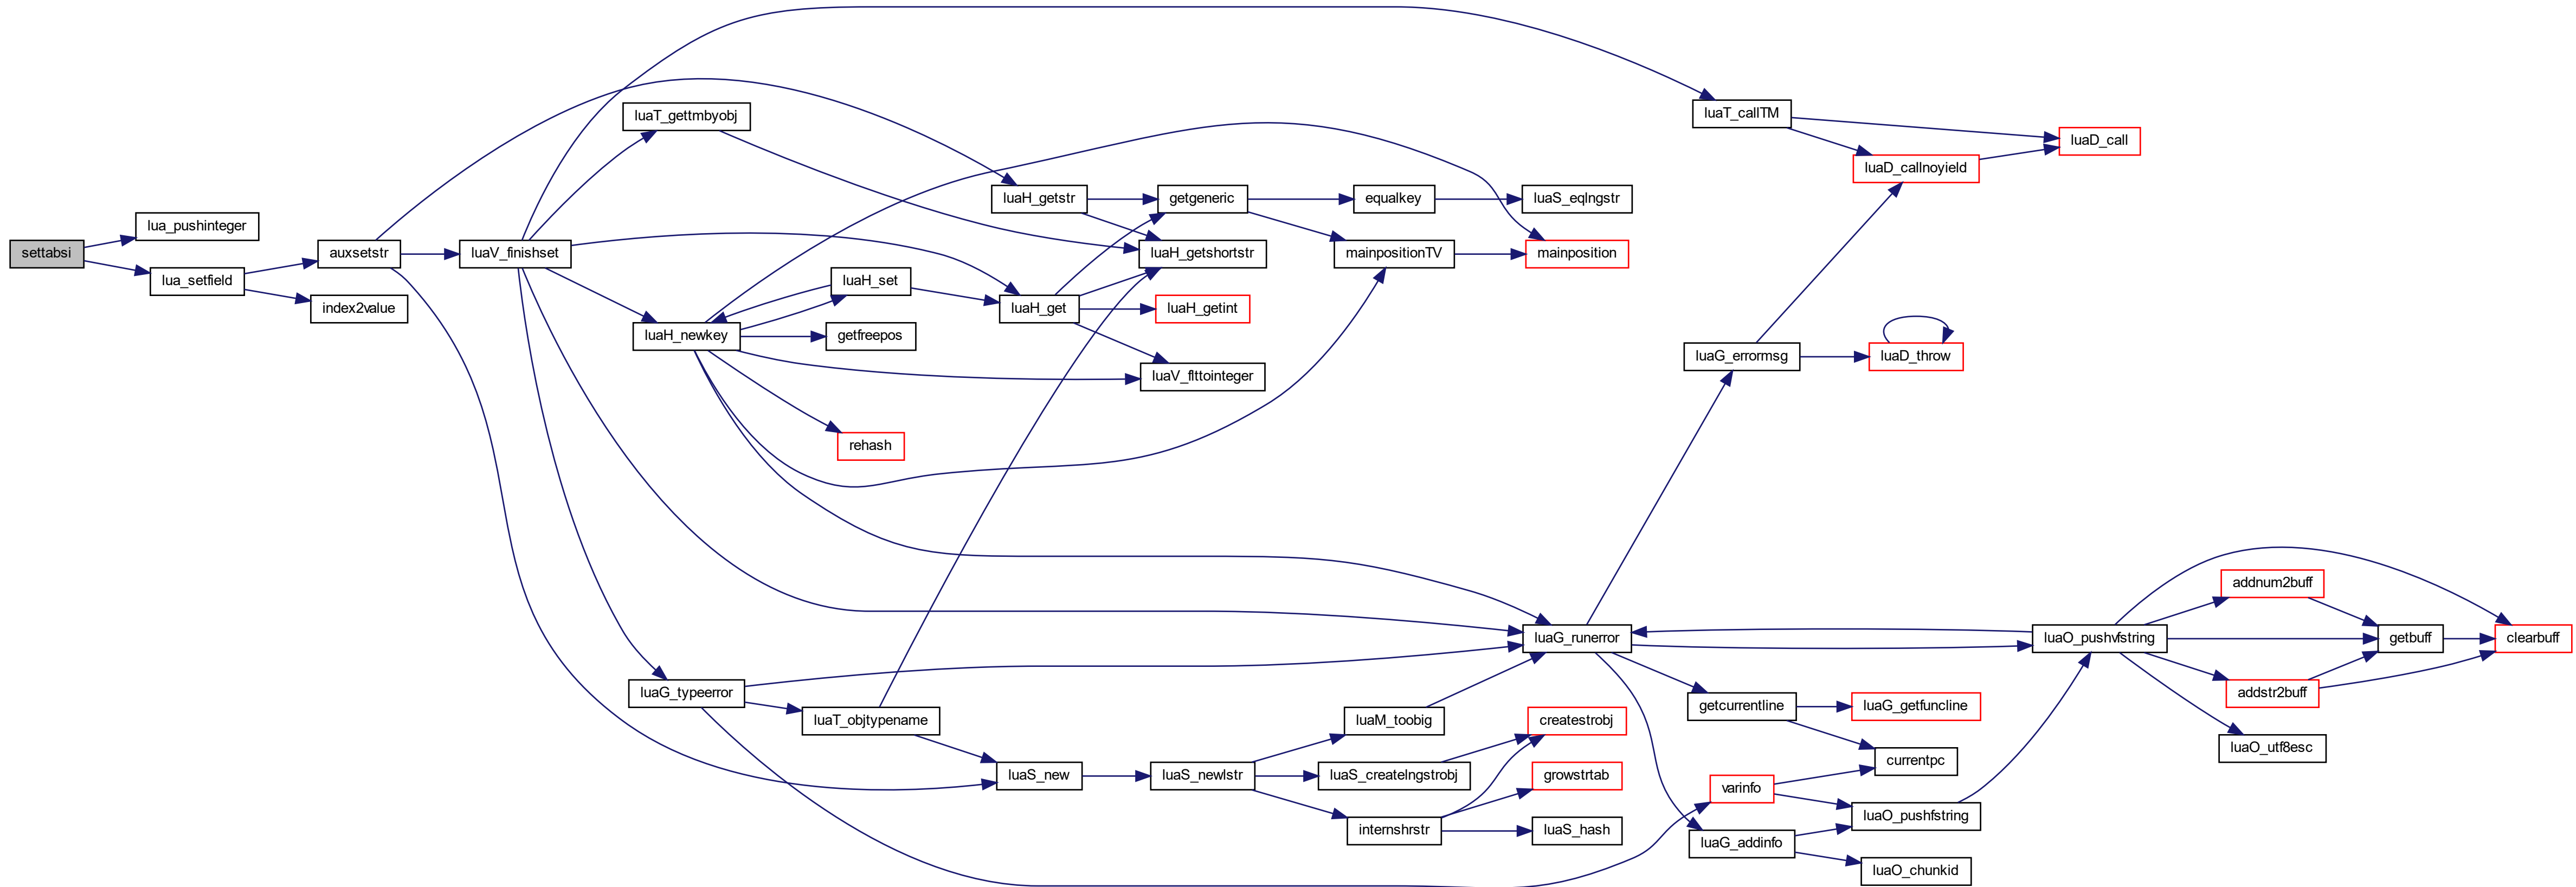 settabsi
lua_pushinteger
lua_setfield
auxsetstr
index2value
luaV_finishset
luaT_gettmbyobj
luaH_newkey
luaG_typeerror
luaH_set
getfreepos
rehash
luaT_objtypename
luaH_getstr
luaH_get
luaS_new
getgeneric
luaH_getshortstr
luaH_getint
luaV_flttointeger
luaS_newlstr
equalkey
mainpositionTV
luaM_toobig
luaS_createlngstrobj
internshrstr
luaS_eqlngstr
mainposition
luaG_runerror
createstrobj
growstrtab
luaS_hash
luaT_callTM
luaG_errormsg
getcurrentline
varinfo
luaG_addinfo
luaD_callnoyield
luaD_throw
luaG_getfuncline
currentpc
luaO_pushfstring
luaO_chunkid
luaD_call
luaO_pushvfstring
addnum2buff
addstr2buff
luaO_utf8esc
getbuff
clearbuff